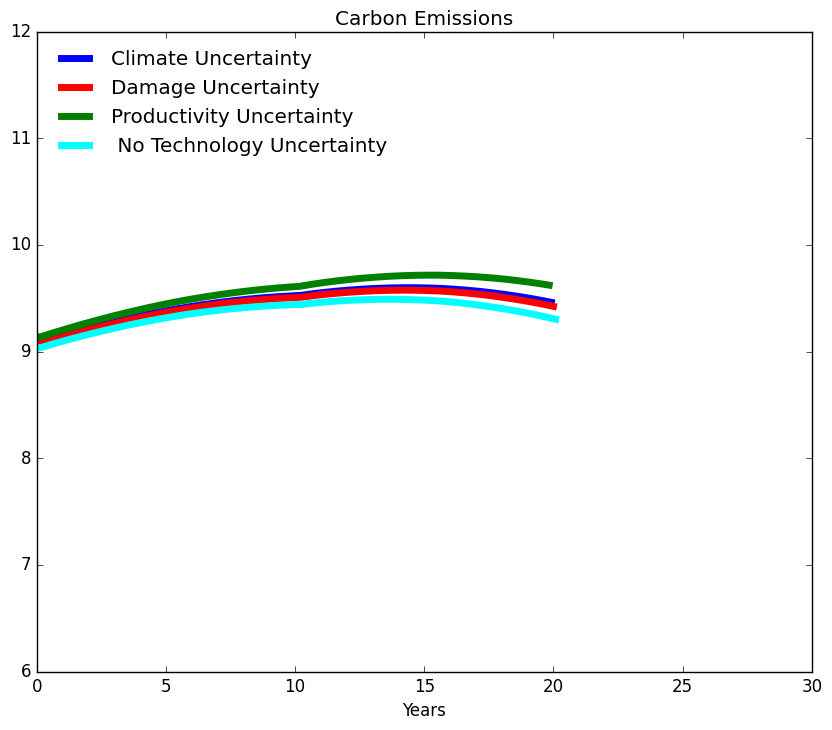 Carbon Emissions
12
Climate Uncertainty
Damage Uncertainty
Productivity Uncertainty
No Technology Uncertainty
11
10
9
8
7
6
0 5 10 15 20 25 30
Years